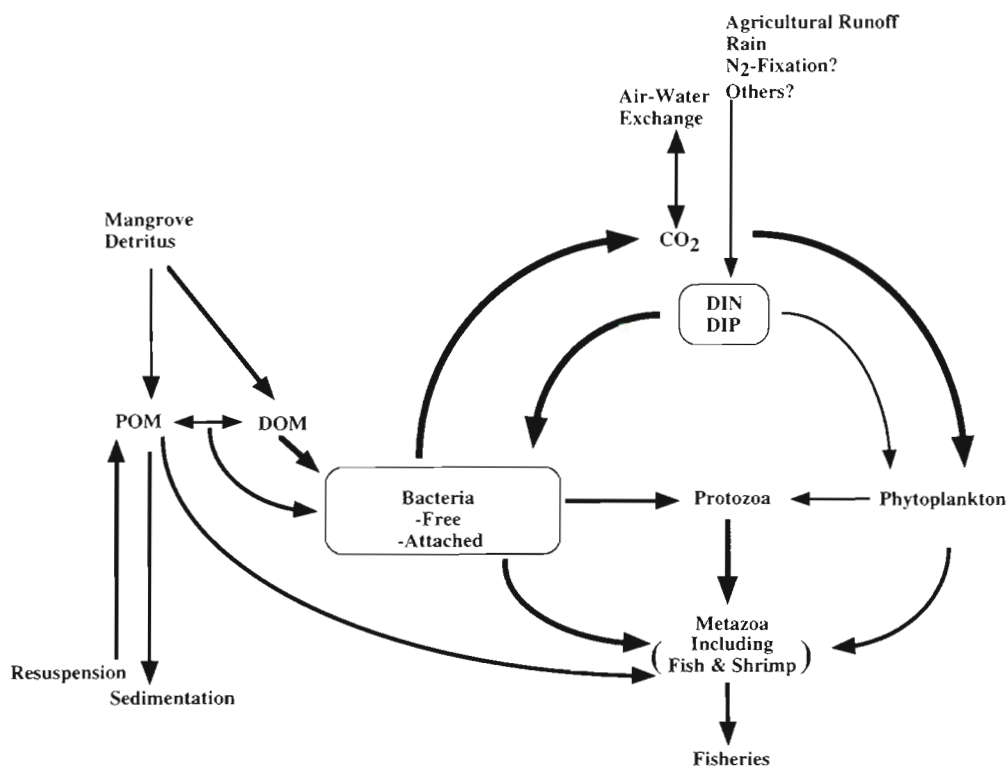 Agricultural Runoff
Rain
N₂-Fixation?
Others?
Air-Water
Exchange
Mangrove
Detritus
CO₂
DIN
DIP
POM
DOM
Bacteria
-Free
-Attached
Protozoa
Phytoplankton
Metazoa
Including
( Fish & Shrimp )
Resuspension
Sedimentation
Fisheries